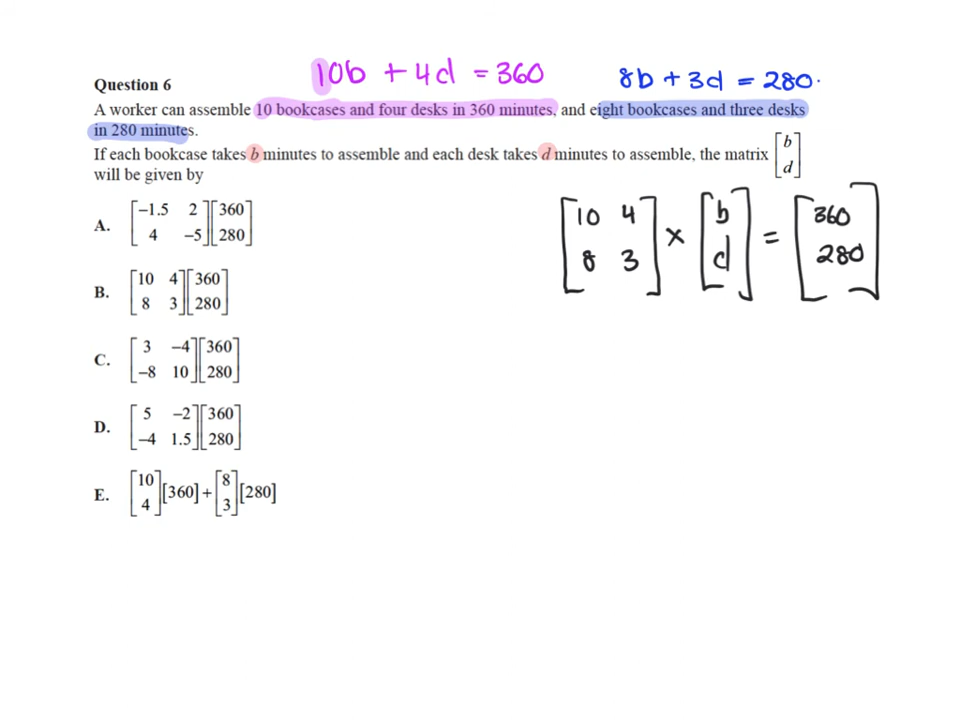 10b + 4d = 360
8b + 3d = 280.
Question 6
A worker can assemble 10 bookcases and four desks in 360 minutes, and eight bookcases and three desks
in 280 minutes.
If each bookcase takes b minutes to assemble and each desk takes d minutes to assemble, the matrix [b d]
will be given by
A. [−1.5 2 4 −5][360 280]
B. [10 4 8 3][360 280]
C. [3 −4 −8 10][360 280]
D. [5 −2 −4 1.5][360 280]
E. [10 4][360] + [8 3][280]
[10 4 8 3] × [b d] = [360 280]